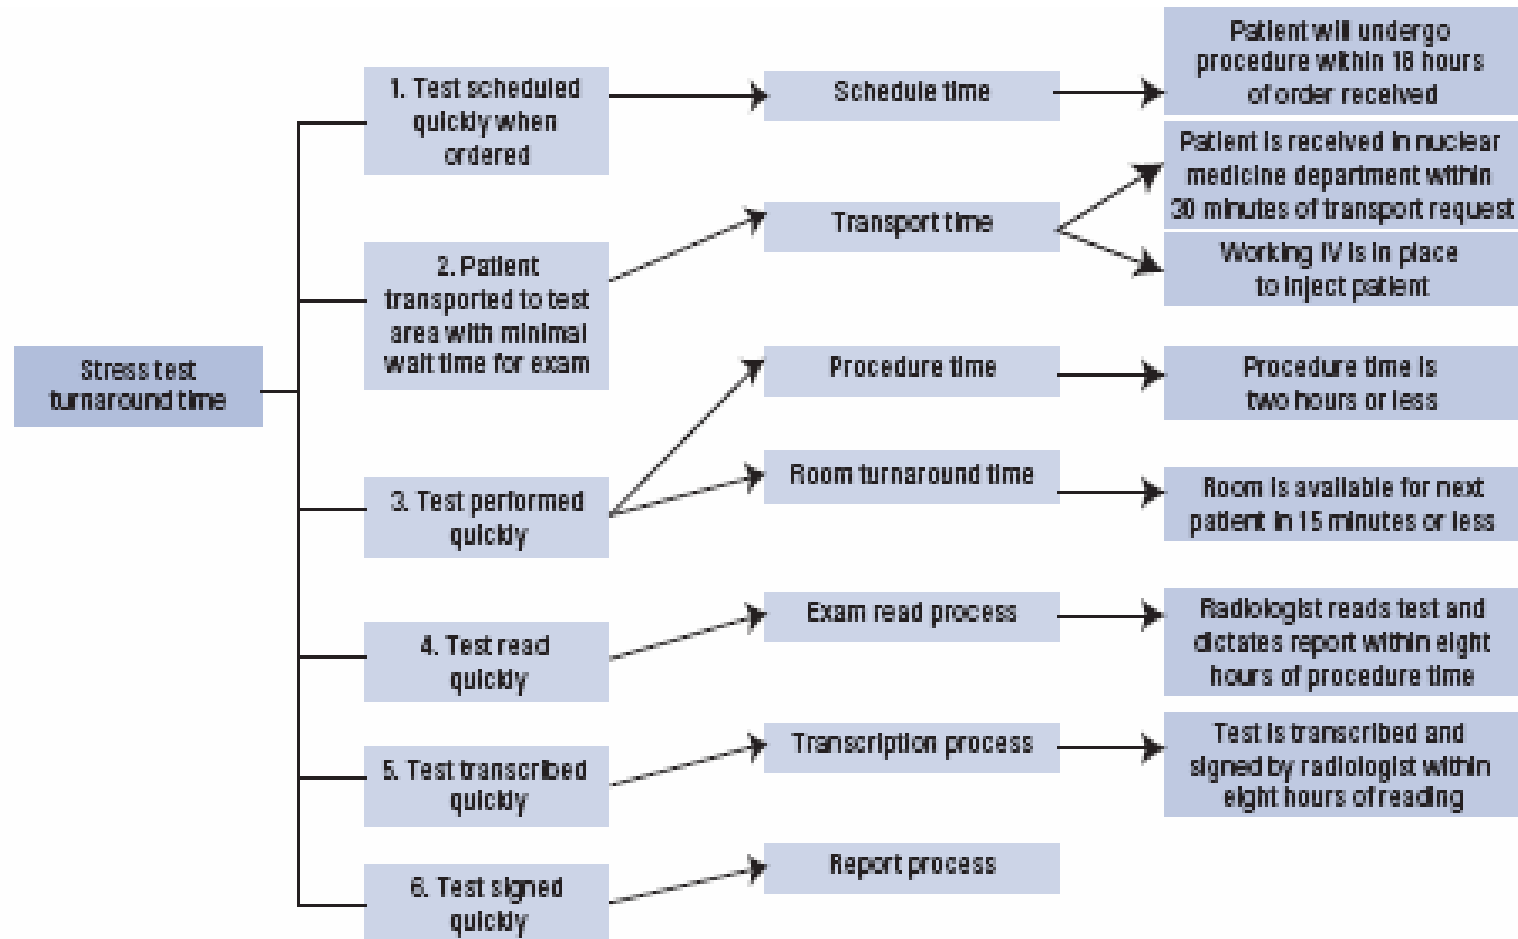 Stress test
turnaround time
1. Test scheduled
quickly when
ordered
2. Patient
transported to test
area with minimal
wait time for exam
3. Test performed
quickly
4. Test read
quickly
5. Test transcribed
quickly
6. Test signed
quickly
Schedule time
Transport time
Procedure time
Room turnaround time
Exam read process
Transcription process
Report process
Patient will undergo
procedure within 18 hours
of order received
Patient is received in nuclear
medicine department within
30 minutes of transport request
Working IV is in place
to inject patient
Procedure time is
two hours or less
Room is available for next
patient in 15 minutes or less
Radiologist reads test and
dictates report within eight
hours of procedure time
Test is transcribed and
signed by radiologist within
eight hours of reading